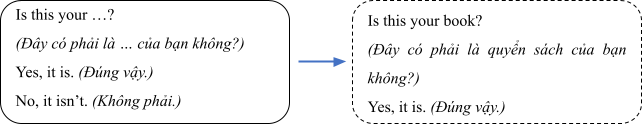 Is this your …?
(Đây có phải là ... của bạn không?)
Yes, it is. (Đúng vậy.)
No, it isn't. (Không phải.)
Is this your book?
(Đây có phải là quyển sách của bạn
không?)
Yes, it is. (Đúng vậy.)